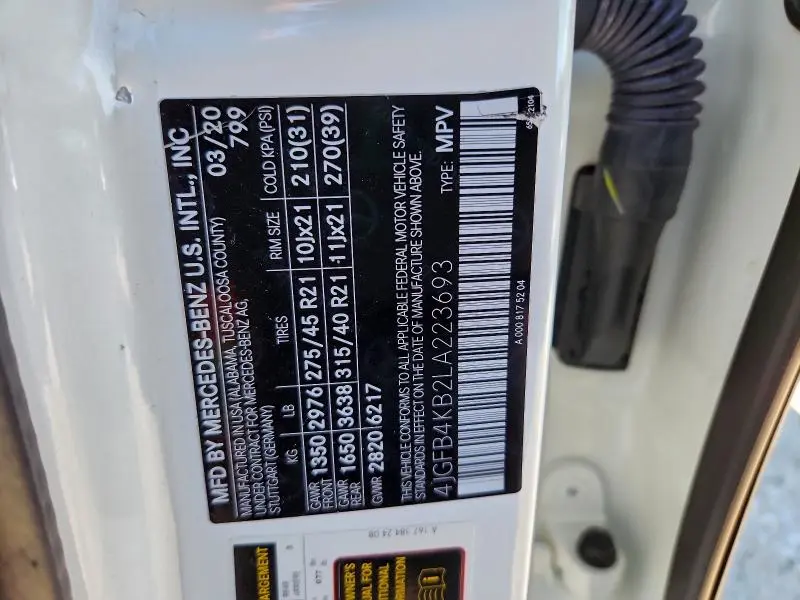 MFD BY MERCEDES-BENZ U.S. INTL., INC
MANUFACTURED IN USA (ALABAMA, TUSCALOOSA COUNTY) 03/20
UNDER CONTRACT FOR MERCEDES-BENZ AG, 799
STUTTGART (GERMANY)
KG LB TIRES RIM SIZE COLD KPA (PSI)
GAWR FRONT 1350 2976 275/45 R21 10Jx21 210(31)
GAWR REAR 1650 3638 315/40 R21 11Jx21 270(39)
GVWR 2820 6217
THIS VEHICLE CONFORMS TO ALL APPLICABLE FEDERAL MOTOR VEHICLE SAFETY
STANDARDS IN EFFECT ON THE DATE OF MANUFACTURE SHOWN ABOVE.
4JGFB4KB2LA223693 TYPE: MPV
A 000 817 52 04
A 167 184 24 08